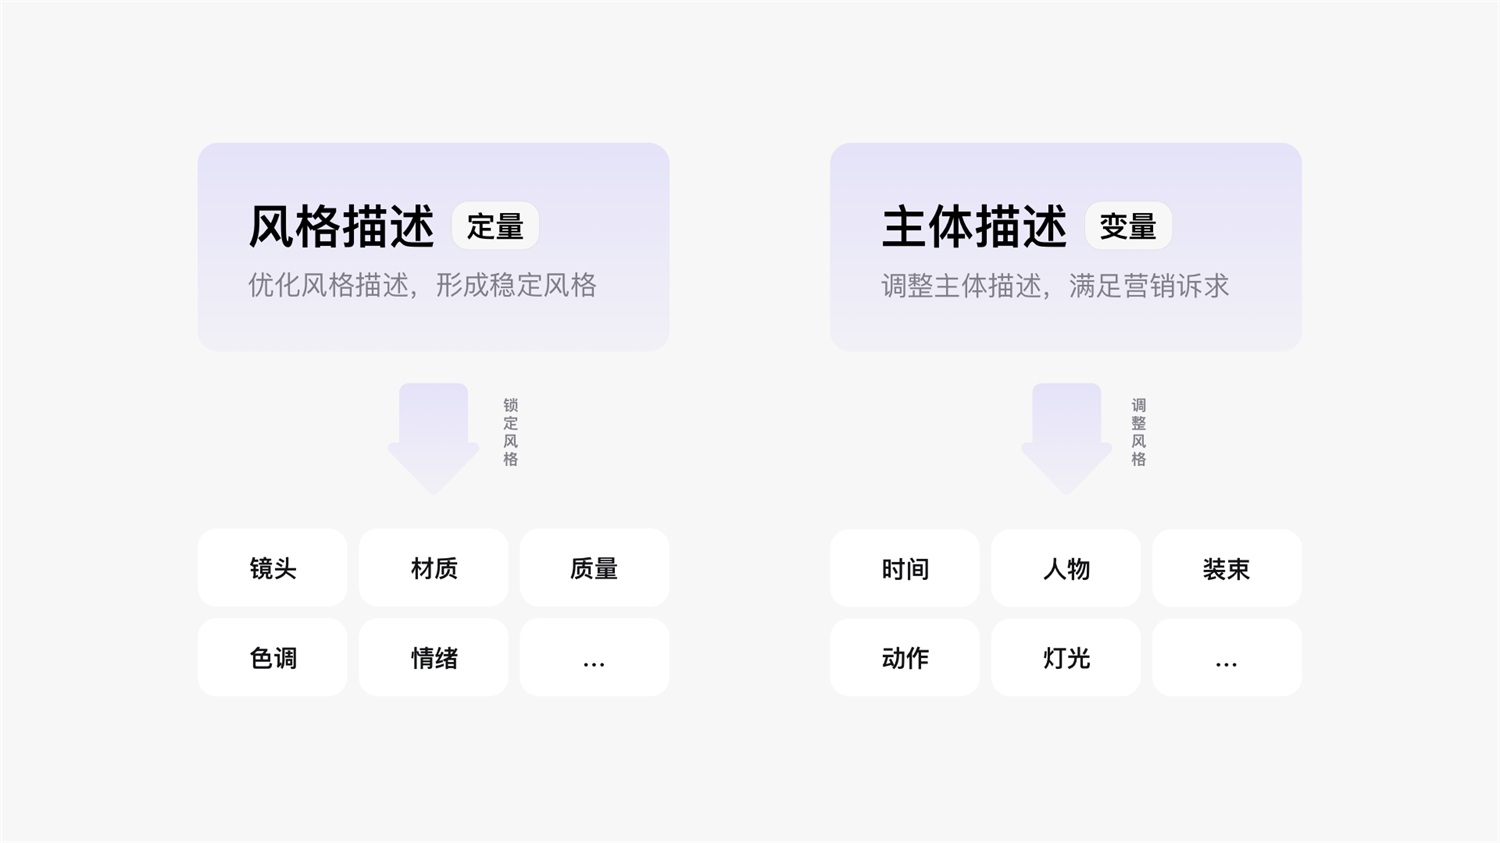 风格描述 定量
优化风格描述，形成稳定风格
锁定风格
镜头 材质 质量
色调 情绪 ...
主体描述 变量
调整主体描述，满足营销诉求
调整风格
时间 人物 装束
动作 灯光 ...